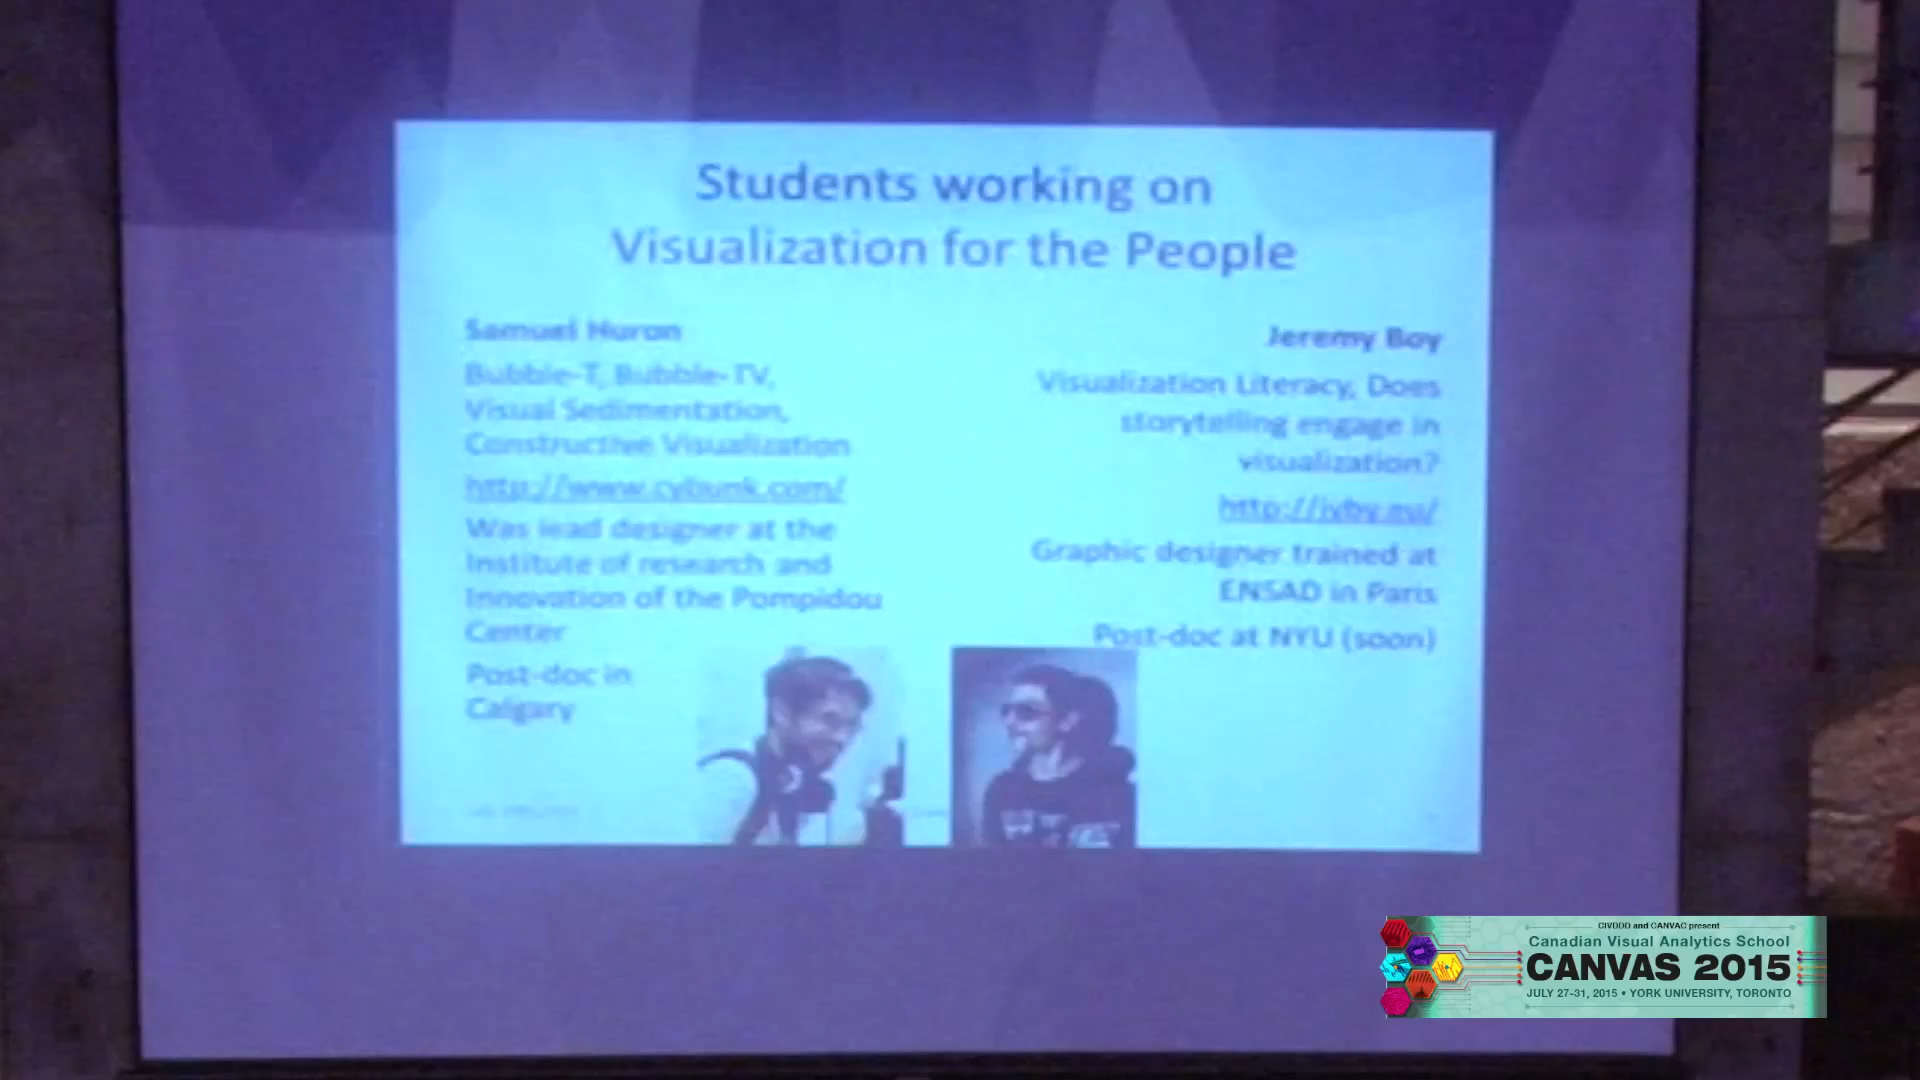 Students working on
Visualization for the People
Samuel Huron
Bubble-T, Bubble-TV,
Visual Sedimentation,
Constructive Visualization
http://www.cybunk.com/
Was lead designer at the
Institute of research and
Innovation of the Pompidou
Center
Post-doc in
Calgary
Jeremy Boy
Visualization Literacy, Does
storytelling engage in
visualization?
http://jyby.eu/
Graphic designer trained at
ENSAD in Paris
Post-doc at NYU (soon)
CIVDDD and CANVAC present
Canadian Visual Analytics School
CANVAS 2015
JULY 27-31, 2015 • YORK UNIVERSITY, TORONTO